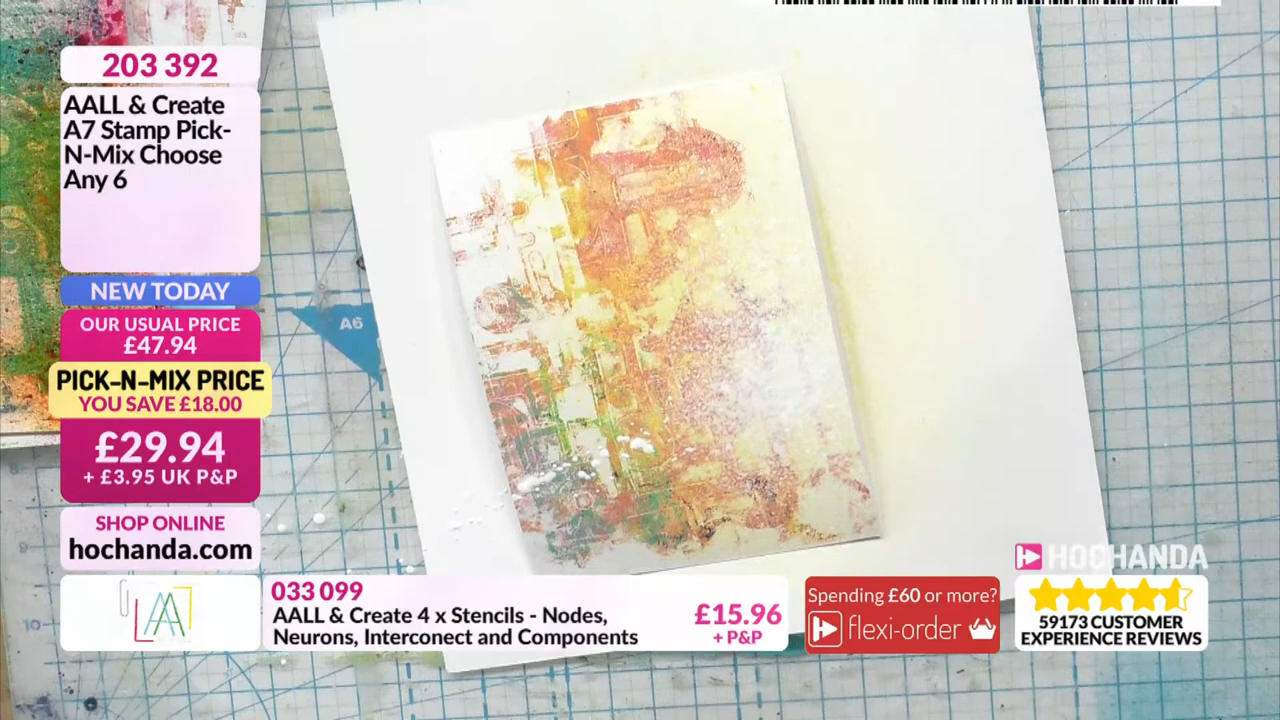 203 392
AALL & Create
A7 Stamp Pick-
N-Mix Choose
Any 6
NEW TODAY
OUR USUAL PRICE
£47.94
PICK-N-MIX PRICE
YOU SAVE £18.00
£29.94
+ £3.95 UK P&P
SHOP ONLINE
hochanda.com
A6
10
AA
033 099
AALL & Create 4 x Stencils - Nodes,
Neurons, Interconect and Components
£15.96
+ P&P
Spending £60 or more?
flexi-order
HOCHANDA
59173 CUSTOMER
EXPERIENCE REVIEWS